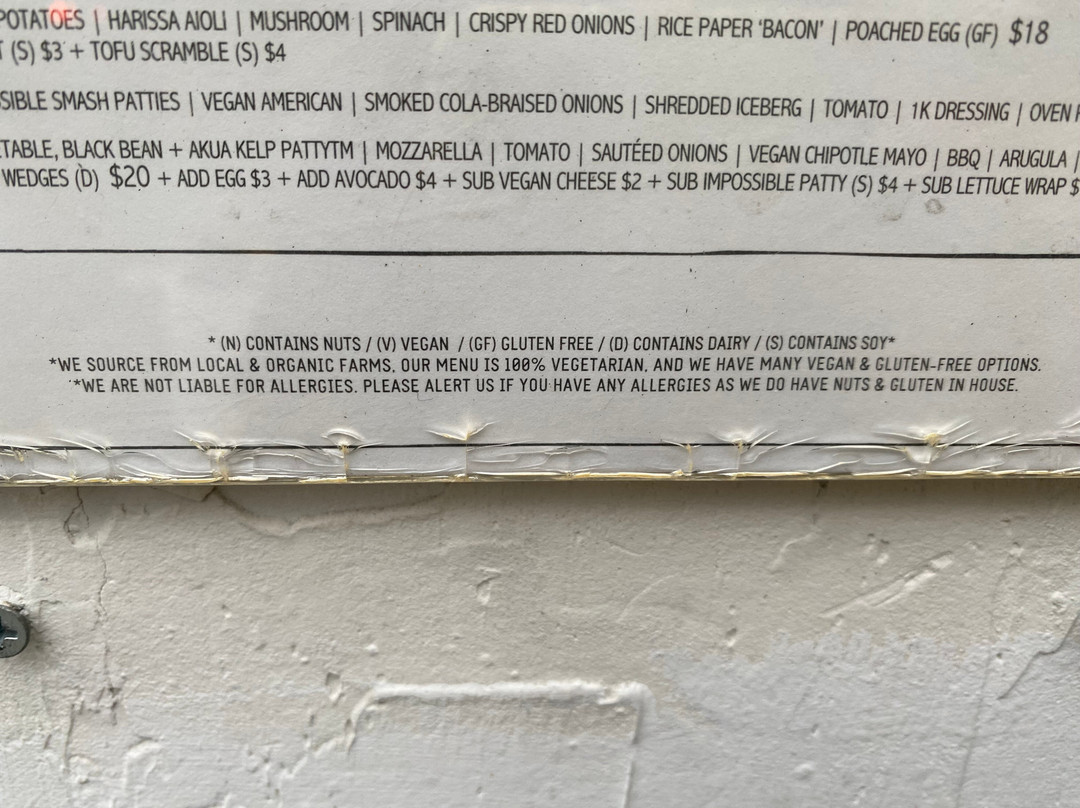 POTATOES | HARISSA AIOLI | MUSHROOM | SPINACH | CRISPY RED ONIONS | RICE PAPER 'BACON' | POACHED EGG (GF) $18
(S) $3 + TOFU SCRAMBLE (S) $4
SIBLE SMASH PATTIES | VEGAN AMERICAN | SMOKED COLA-BRAISED ONIONS | SHREDDED ICEBERG | TOMATO | 1K DRESSING | OVEN
ETABLE, BLACK BEAN + AKUA KELP PATTYTM | MOZZARELLA | TOMATO | SAUTÉED ONIONS | VEGAN CHIPOTLE MAYO | BBQ | ARUGULA |
WEDGES (D) $20 + ADD EGG $3 + ADD AVOCADO $4 + SUB VEGAN CHEESE $2 + SUB IMPOSSIBLE PATTY (S) $4 + SUB LETTUCE WRAP $
* (N) CONTAINS NUTS / (V) VEGAN / (GF) GLUTEN FREE / (D) CONTAINS DAIRY / (S) CONTAINS SOY*
*WE SOURCE FROM LOCAL & ORGANIC FARMS, OUR MENU IS 100% VEGETARIAN, AND WE HAVE MANY VEGAN & GLUTEN-FREE OPTIONS.
*WE ARE NOT LIABLE FOR ALLERGIES. PLEASE ALERT US IF YOU HAVE ANY ALLERGIES AS WE DO HAVE NUTS & GLUTEN IN HOUSE.